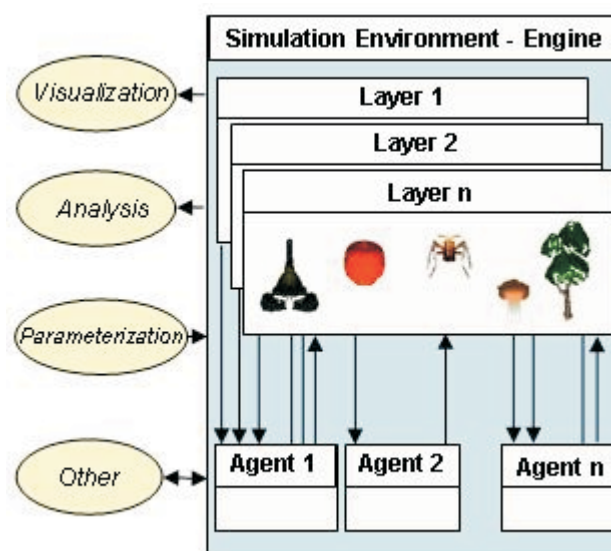 Simulation Environment - Engine
Visualization
Layer 1
Layer 2
Analysis
Layer n
Parameterization
Other
Agent 1
Agent 2
Agent n